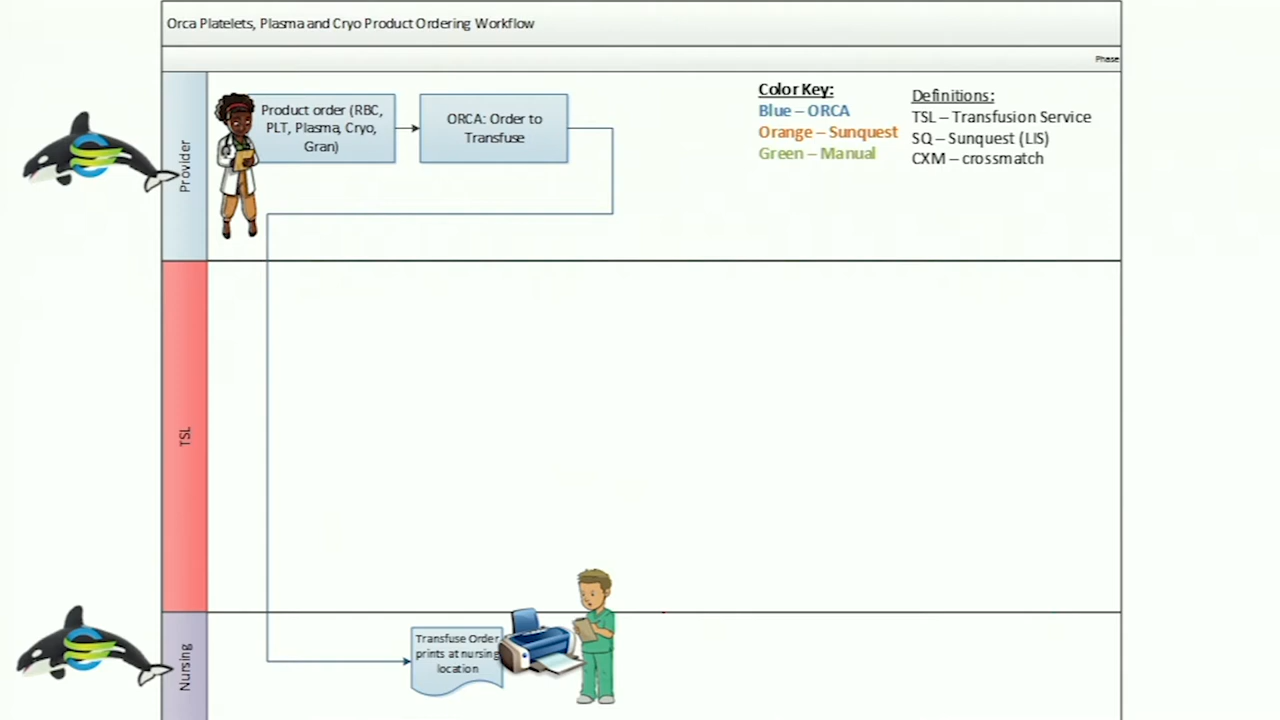 Orca Platelets, Plasma and Cryo Product Ordering Workflow
Phase
Provider
Product order (RBC,
PLT, Plasma, Cryo,
Gran)
ORCA: Order to
Transfuse
Color Key:
Blue – ORCA
Orange – Sunquest
Green – Manual
Definitions:
TSL – Transfusion Service
SQ – Sunquest (LIS)
CXM – crossmatch
TSL
Nursing
Transfuse Order
prints at nursing
location